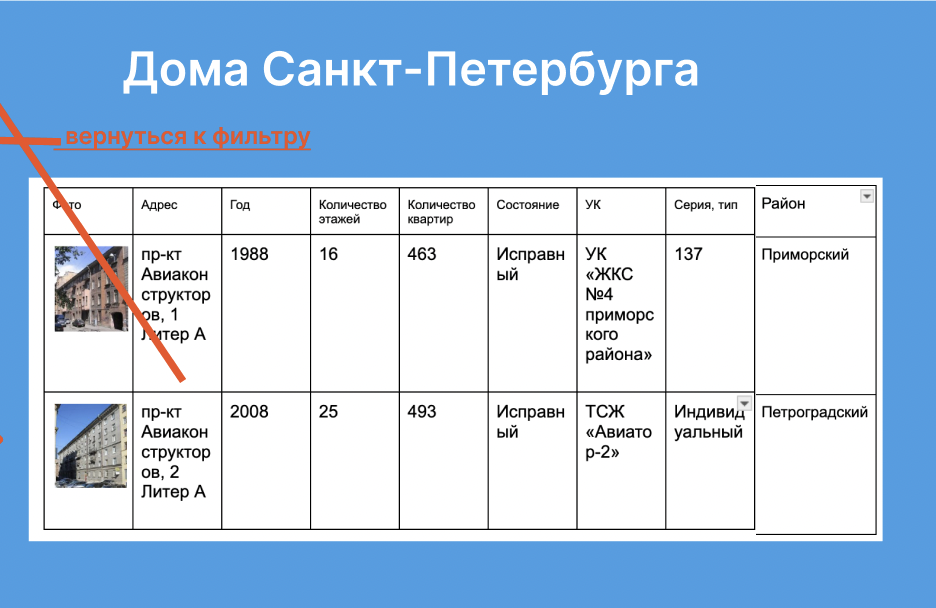 Дома Санкт-Петербурга
вернуться к фильтру
Фото Адрес Год Количество этажей Количество квартир Состояние УК Серия, тип Район
пр-кт Авиаконструкторов, 1 Литер А 1988 16 463 Исправный УК «ЖКС №4 приморского района» 137 Приморский
пр-кт Авиаконструкторов, 2 Литер А 2008 25 493 Исправный ТСЖ «Авиатор-2» Индивидуальный Петроградский